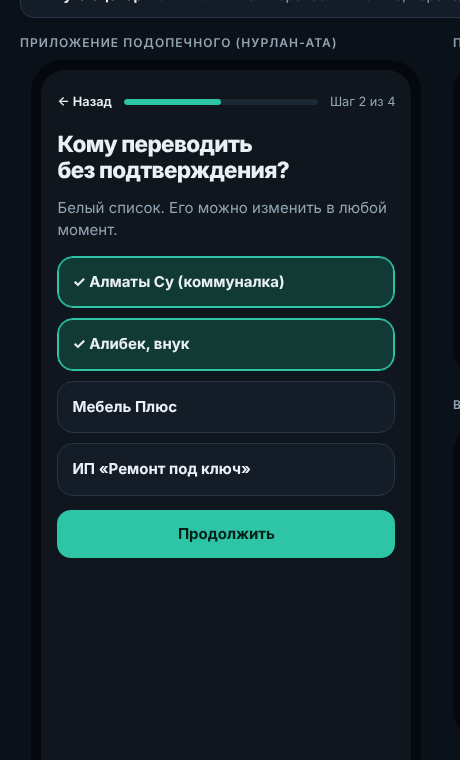 ПРИЛОЖЕНИЕ ПОДОПЕЧНОГО (НУРЛАН-АТА)
← Назад
Шаг 2 из 4
Кому переводить
без подтверждения?
Белый список. Его можно изменить в любой
момент.
✓ Алматы Су (коммуналка)
✓ Алибек, внук
Мебель Плюс
ИП «Ремонт под ключ»
Продолжить